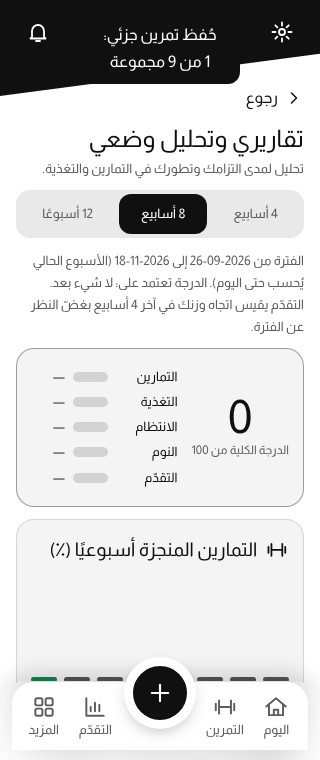 حُفظ تمرين جزئي:
1 من 9 مجموعة
رجوع
تقاريري وتحليل وضعي
تحليل لمدى التزامك وتطورك في التمارين والتغذية.
4 أسابيع
8 أسابيع
12 أسبوعًا
الفترة من 2026-09-26 إلى 2026-11-18 (الأسبوع الحالي
يُحسب حتى اليوم). الدرجة تعتمد على: لا شيء بعد.
التقدّم يقيس اتجاه وزنك في آخر 4 أسابيع بغضّ النظر
عن الفترة.
0
الدرجة الكلية من 100
التمارين —
التغذية —
الانتظام —
النوم —
التقدّم —
التمارين المنجزة أسبوعيًا (٪)
اليوم
التمرين
التقدّم
المزيد